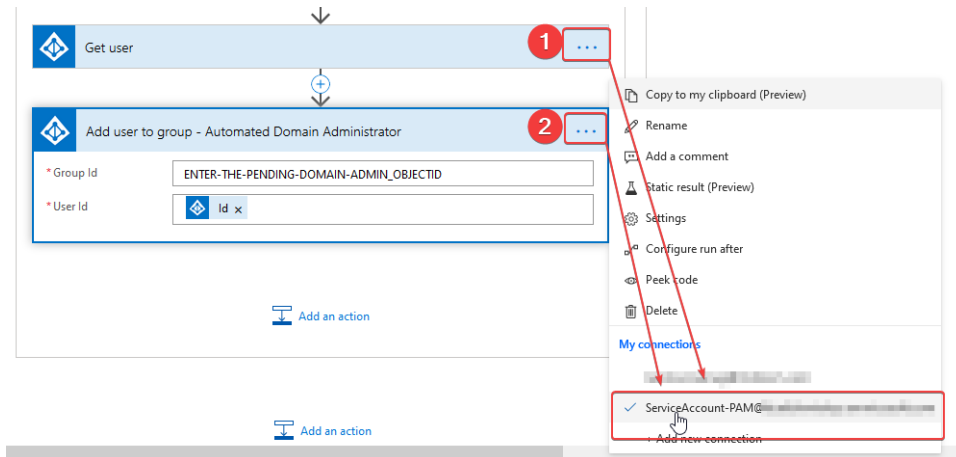 Get user
1
...
Add user to group - Automated Domain Administrator
2
...
* Group Id
ENTER-THE-PENDING-DOMAIN-ADMIN_OBJECTID
* User Id
Id ×
Add an action
Add an action
Copy to my clipboard (Preview)
Rename
Add a comment
Static result (Preview)
Settings
Configure run after
Peek code
Delete
My connections
ServiceAccount-PAM@
+ Add new connection